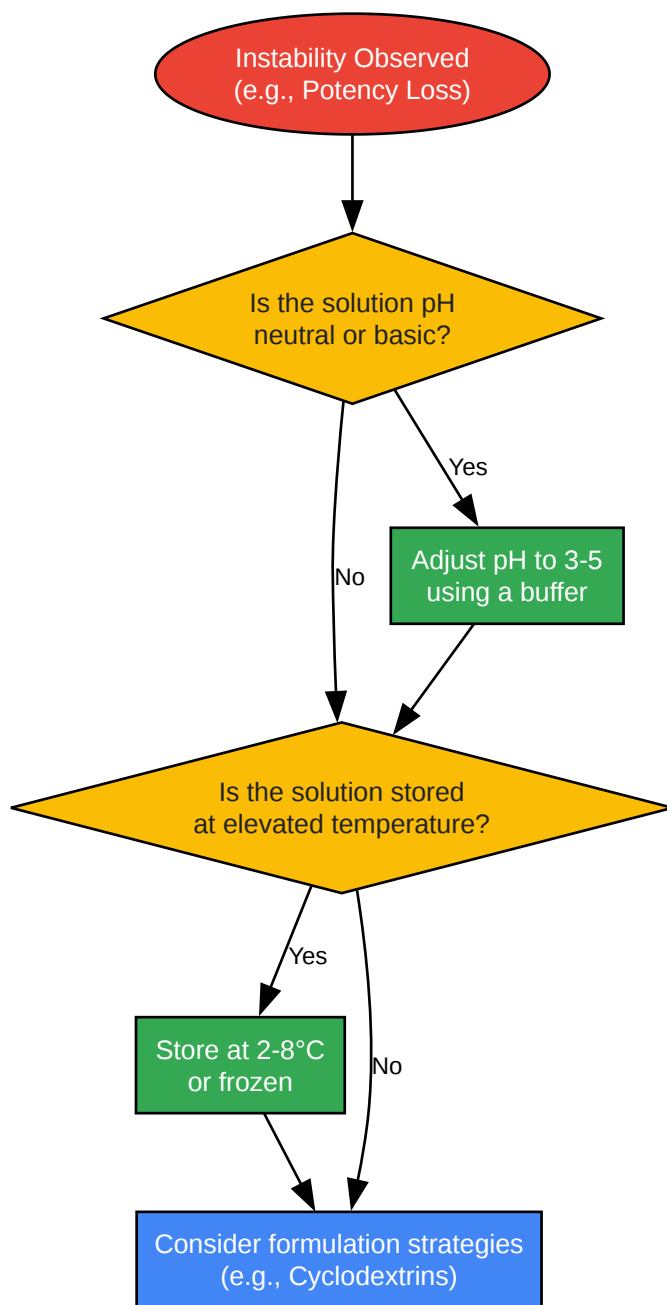 Instability Observed
(e.g., Potency Loss)
Is the solution pH
neutral or basic?
Yes
Adjust pH to 3-5
using a buffer
No
Is the solution stored
at elevated temperature?
Yes
Store at 2-8°C
or frozen
No
Consider formulation strategies
(e.g., Cyclodextrins)